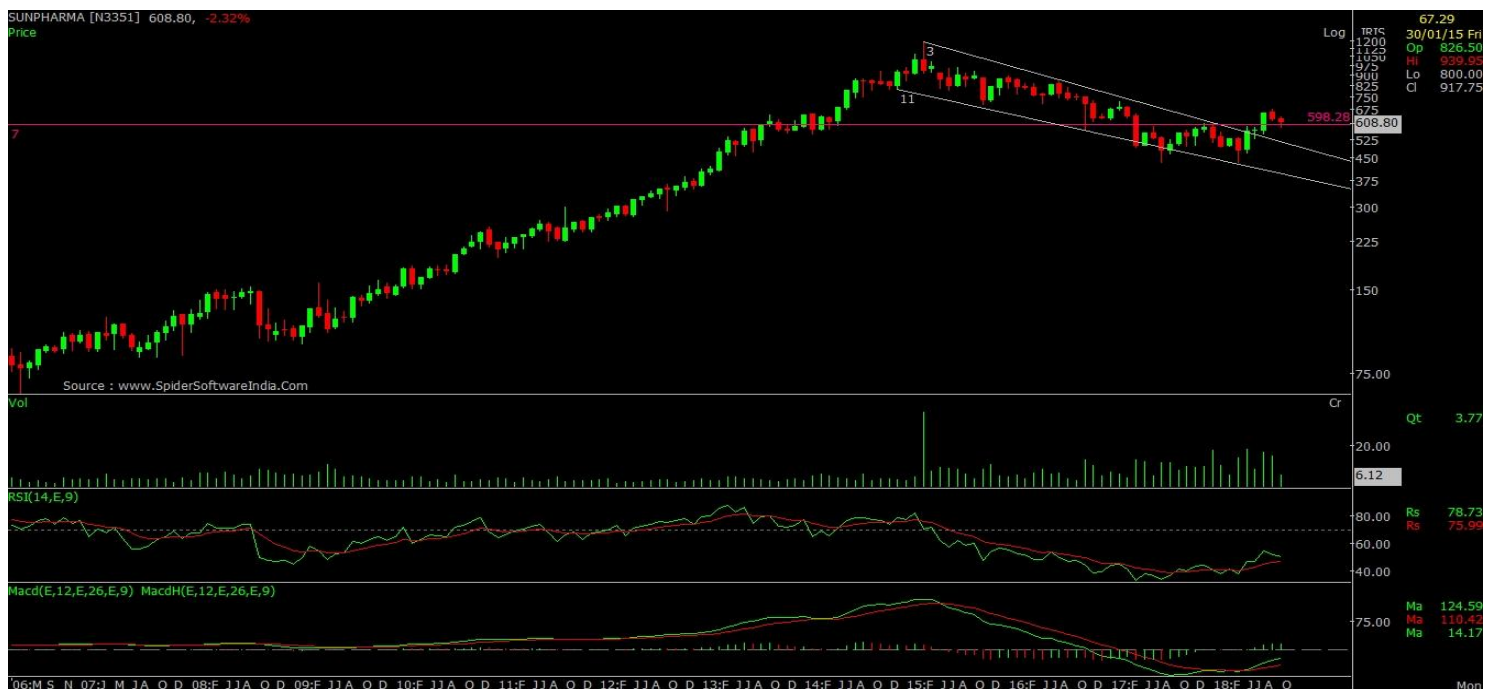 SUNPHARMA [N3351] 608.80, -2.32%
Price
Log
IRIS
67.29
30/01/15 Fri
Op 826.50
Hi 939.95
Lo 800.00
Cl 917.75
1200
1125
1050
975
900
825
750
675
608.80
525
450
375
300
225
150
75.00
3
11
7
598.28
Source : www.SpiderSoftwareIndia.Com
Vol
Cr
Qt 3.77
20.00
6.12
RSI(14,E,9)
80.00
60.00
40.00
Rs 78.73
Rs 75.99
Macd(E,12,E,26,E,9) MacdH(E,12,E,26,E,9)
75.00
Ma 124.59
Ma 110.42
Ma 14.17
'06:M S N 07:J M JA O D 08:F JJA O D 09:F JJA O D 10:F JJA O D 11:F JJA O D 12:F JJA O D 13:F JJA O D 14:F JJA O D 15:F JJA O D 16:F JJA O D 17:F JJA O D 18:F JJA O Mon